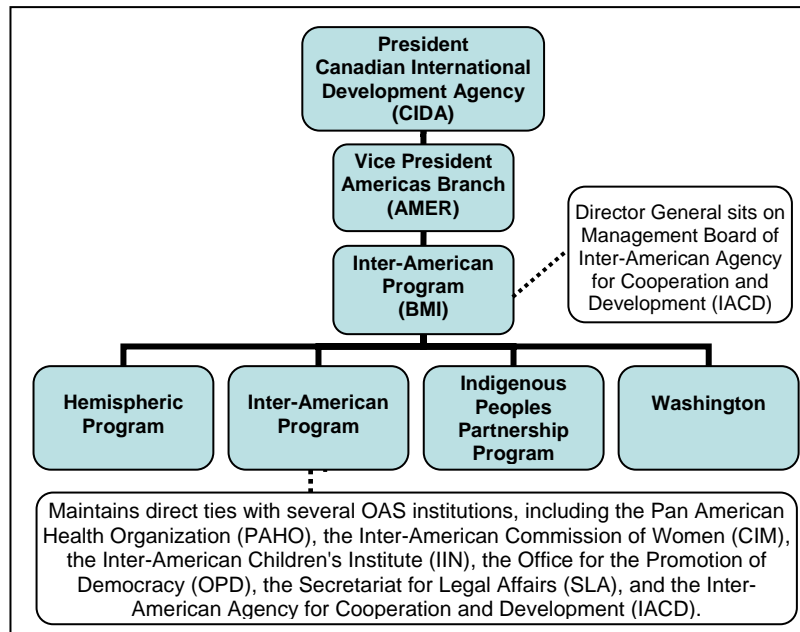 President
Canadian International
Development Agency
(CIDA)
Vice President
Americas Branch
(AMER)
Inter-American
Program
(BMI)
Director General sits on
Management Board of
Inter-American Agency
for Cooperation and
Development (IACD)
Hemispheric
Program
Inter-American
Program
Indigenous
Peoples
Partnership
Program
Washington
Maintains direct ties with several OAS institutions, including the Pan American
Health Organization (PAHO), the Inter-American Commission of Women (CIM),
the Inter-American Children's Institute (IIN), the Office for the Promotion of
Democracy (OPD), the Secretariat for Legal Affairs (SLA), and the Inter-
American Agency for Cooperation and Development (IACD).